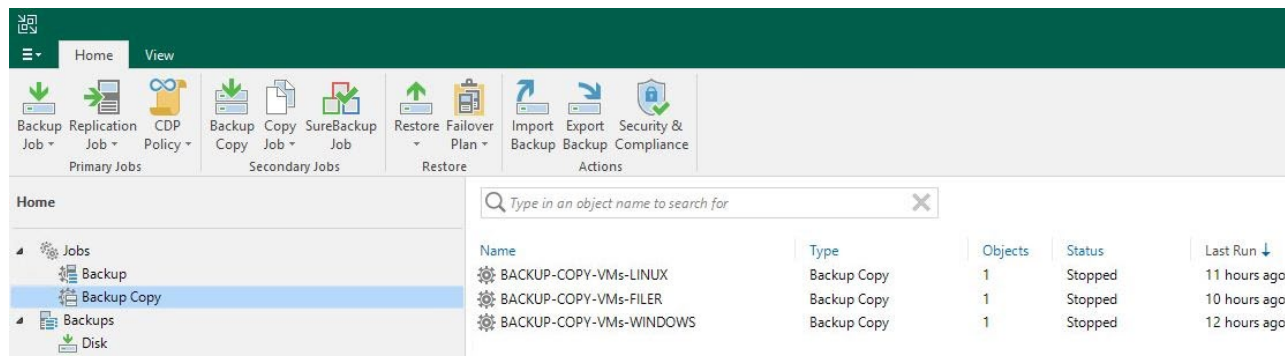 Home View
Backup Job Replication Job CDP Policy Backup Copy Copy Job SureBackup Job Restore Failover Plan Import Backup Export Backup Security & Compliance
Primary Jobs Secondary Jobs Restore Actions
Home
Type in an object name to search for
Jobs
Backup
Backup Copy
Backups
Disk
Name Type Objects Status Last Run
BACKUP-COPY-VMs-LINUX Backup Copy 1 Stopped 11 hours ago
BACKUP-COPY-VMs-FILER Backup Copy 1 Stopped 10 hours ago
BACKUP-COPY-VMs-WINDOWS Backup Copy 1 Stopped 12 hours ago